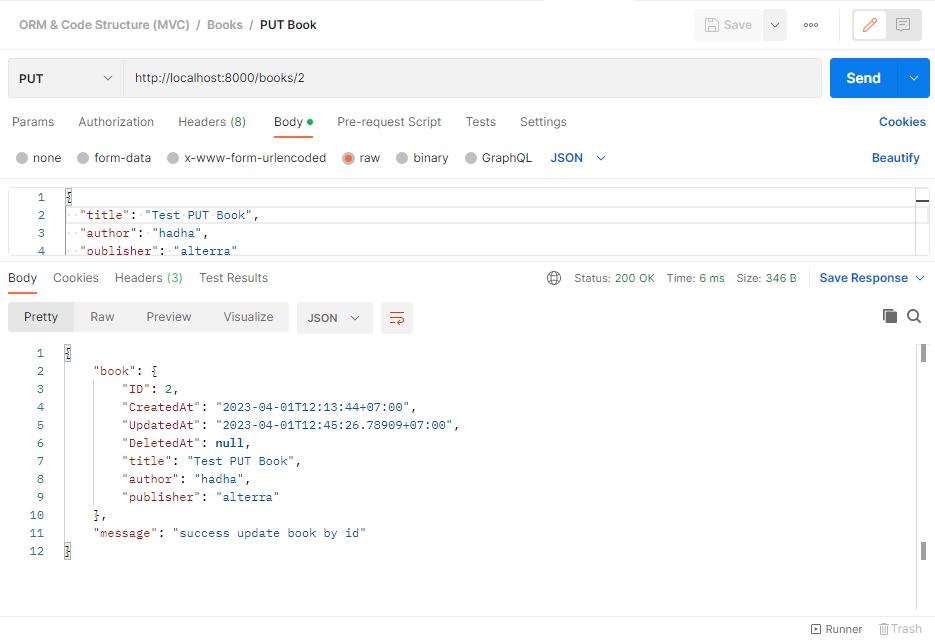 ORM & Code Structure (MVC) / Books / PUT Book
Save
PUT http://localhost:8000/books/2 Send
Params Authorization Headers (8) Body Pre-request Script Tests Settings Cookies
none form-data x-www-form-urlencoded raw binary GraphQL JSON Beautify
1 {
2 "title": "Test PUT Book",
3 "author": "hadha",
4 "publisher": "alterra"
Body Cookies Headers (3) Test Results Status: 200 OK Time: 6 ms Size: 346 B Save Response
Pretty Raw Preview Visualize JSON
1 {
2 "book": {
3 "ID": 2,
4 "CreatedAt": "2023-04-01T12:13:44+07:00",
5 "UpdatedAt": "2023-04-01T12:45:26.78909+07:00",
6 "DeletedAt": null,
7 "title": "Test PUT Book",
8 "author": "hadha",
9 "publisher": "alterra"
10 },
11 "message": "success update book by id"
12 }
Runner Trash